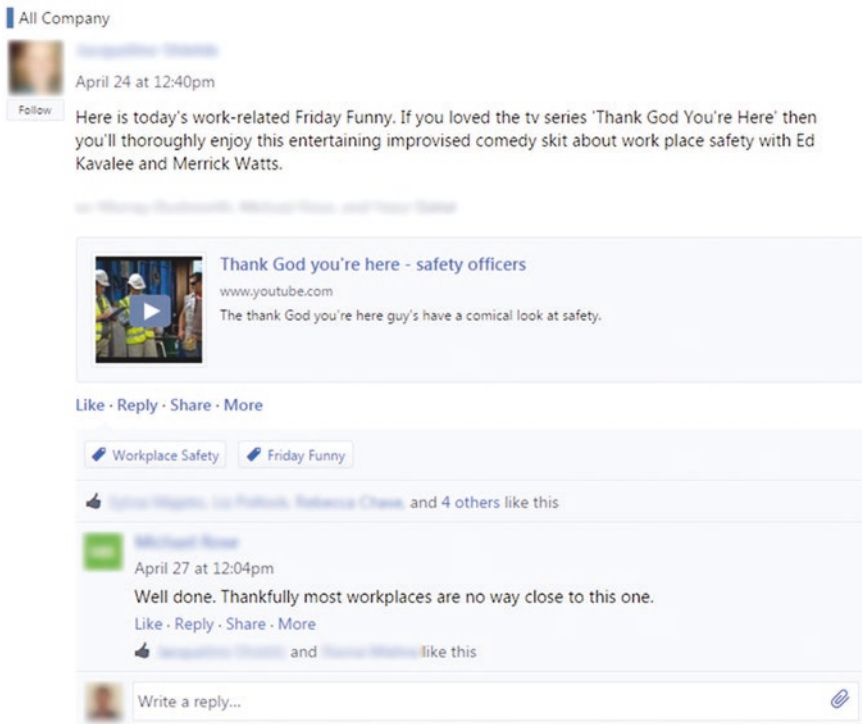 All Company
April 24 at 12:40pm
Follow
Here is today's work-related Friday Funny. If you loved the tv series 'Thank God You're Here' then
you'll thoroughly enjoy this entertaining improvised comedy skit about work place safety with Ed
Kavalee and Merrick Watts.
Thank God you're here - safety officers
www.youtube.com
The thank God you're here guy's have a comical look at safety.
Like · Reply · Share · More
Workplace Safety Friday Funny
and 4 others like this
April 27 at 12:04pm
Well done. Thankfully most workplaces are no way close to this one.
Like · Reply · Share · More
and like this
Write a reply...